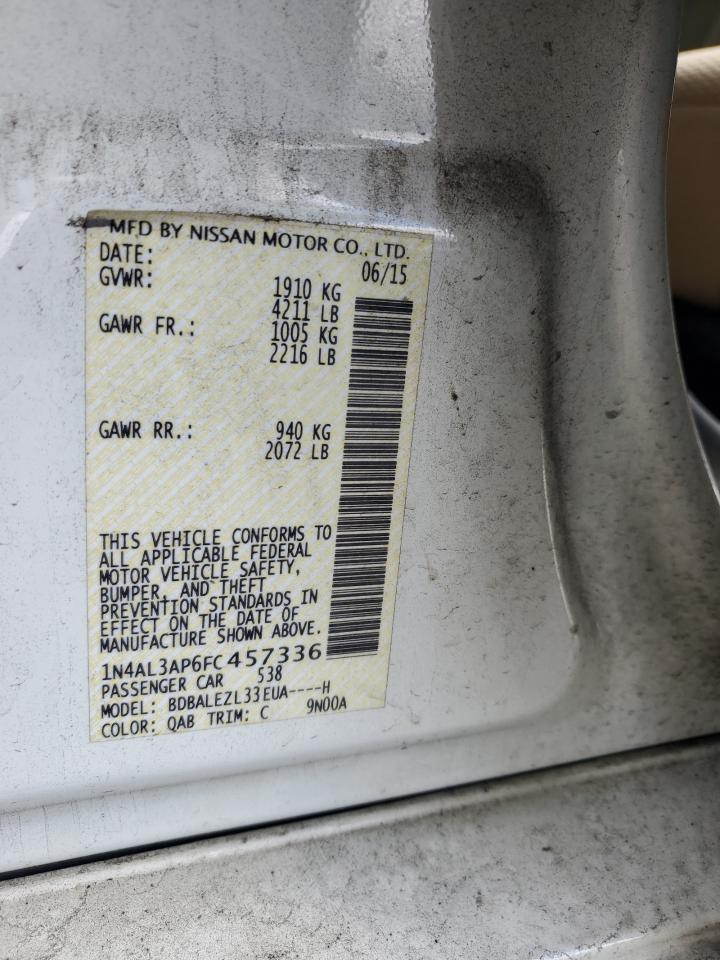 MFD BY NISSAN MOTOR CO., LTD.
DATE: 06/15
GVWR: 1910 KG
4211 LB
GAWR FR.: 1005 KG
2216 LB
GAWR RR.: 940 KG
2072 LB
THIS VEHICLE CONFORMS TO
ALL APPLICABLE FEDERAL
MOTOR VEHICLE SAFETY,
BUMPER, AND THEFT
PREVENTION STANDARDS IN
EFFECT ON THE DATE OF
MANUFACTURE SHOWN ABOVE.
1N4AL3AP6FC457336
PASSENGER CAR 538
MODEL: BDBALEZL33EUA----H
COLOR: QAB TRIM: C 9N00A